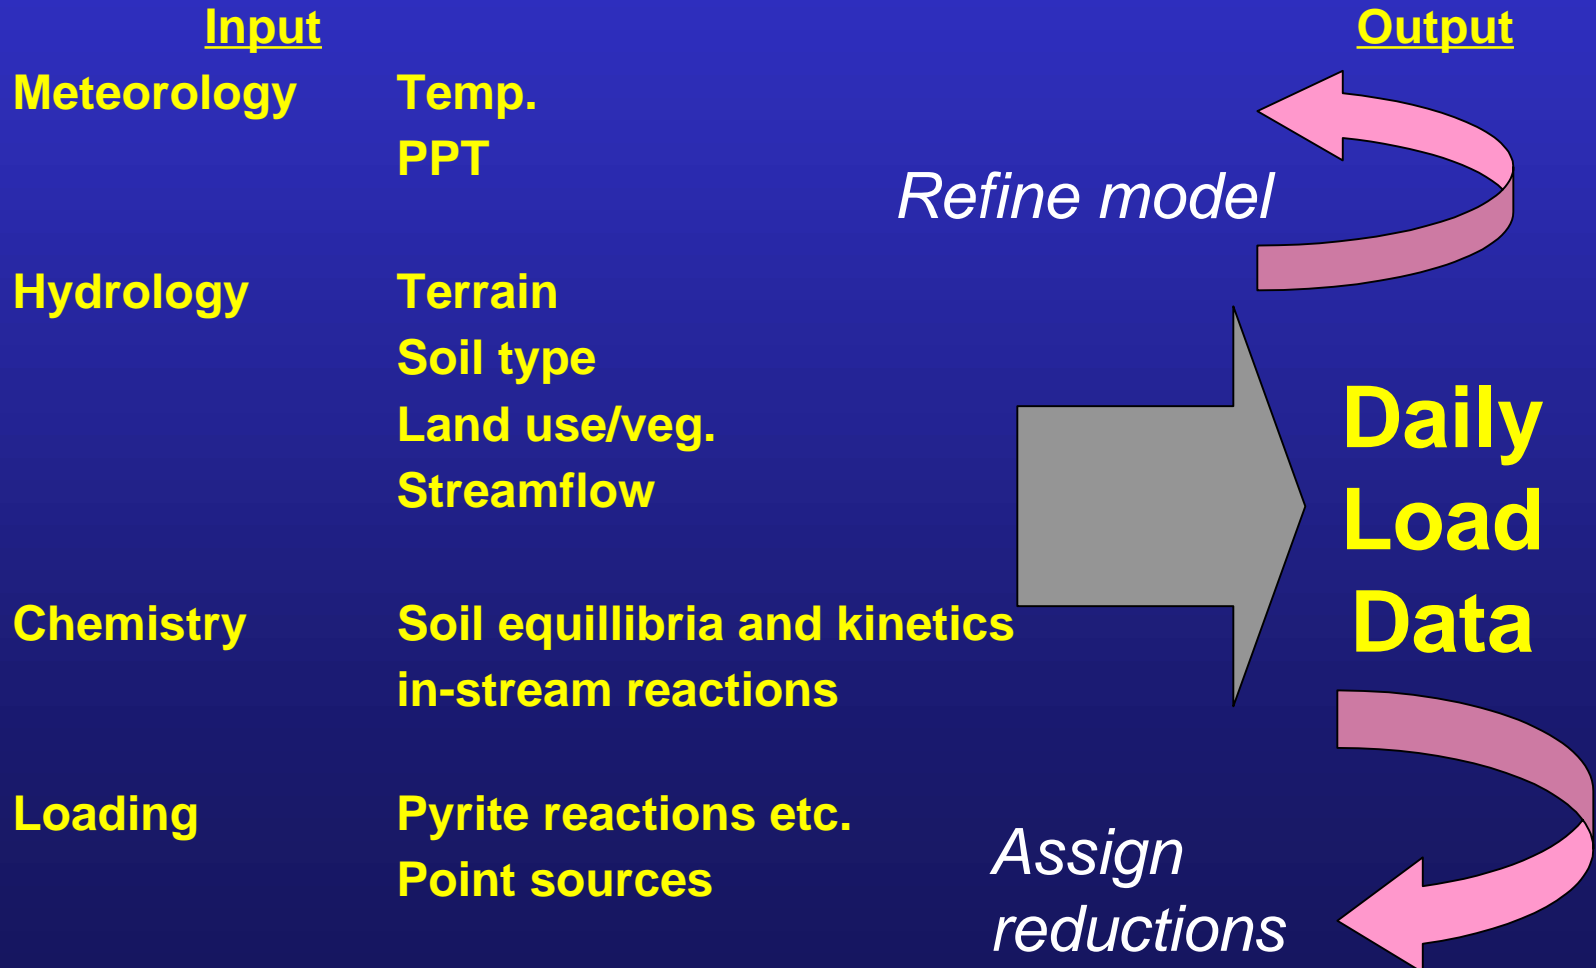 Input
Output
Meteorology Temp.
PPT
Refine model
Hydrology Terrain
Soil type
Land use/veg.
Streamflow
Daily
Load
Data
Chemistry Soil equillibria and kinetics
in-stream reactions
Loading Pyrite reactions etc.
Point sources
Assign
reductions